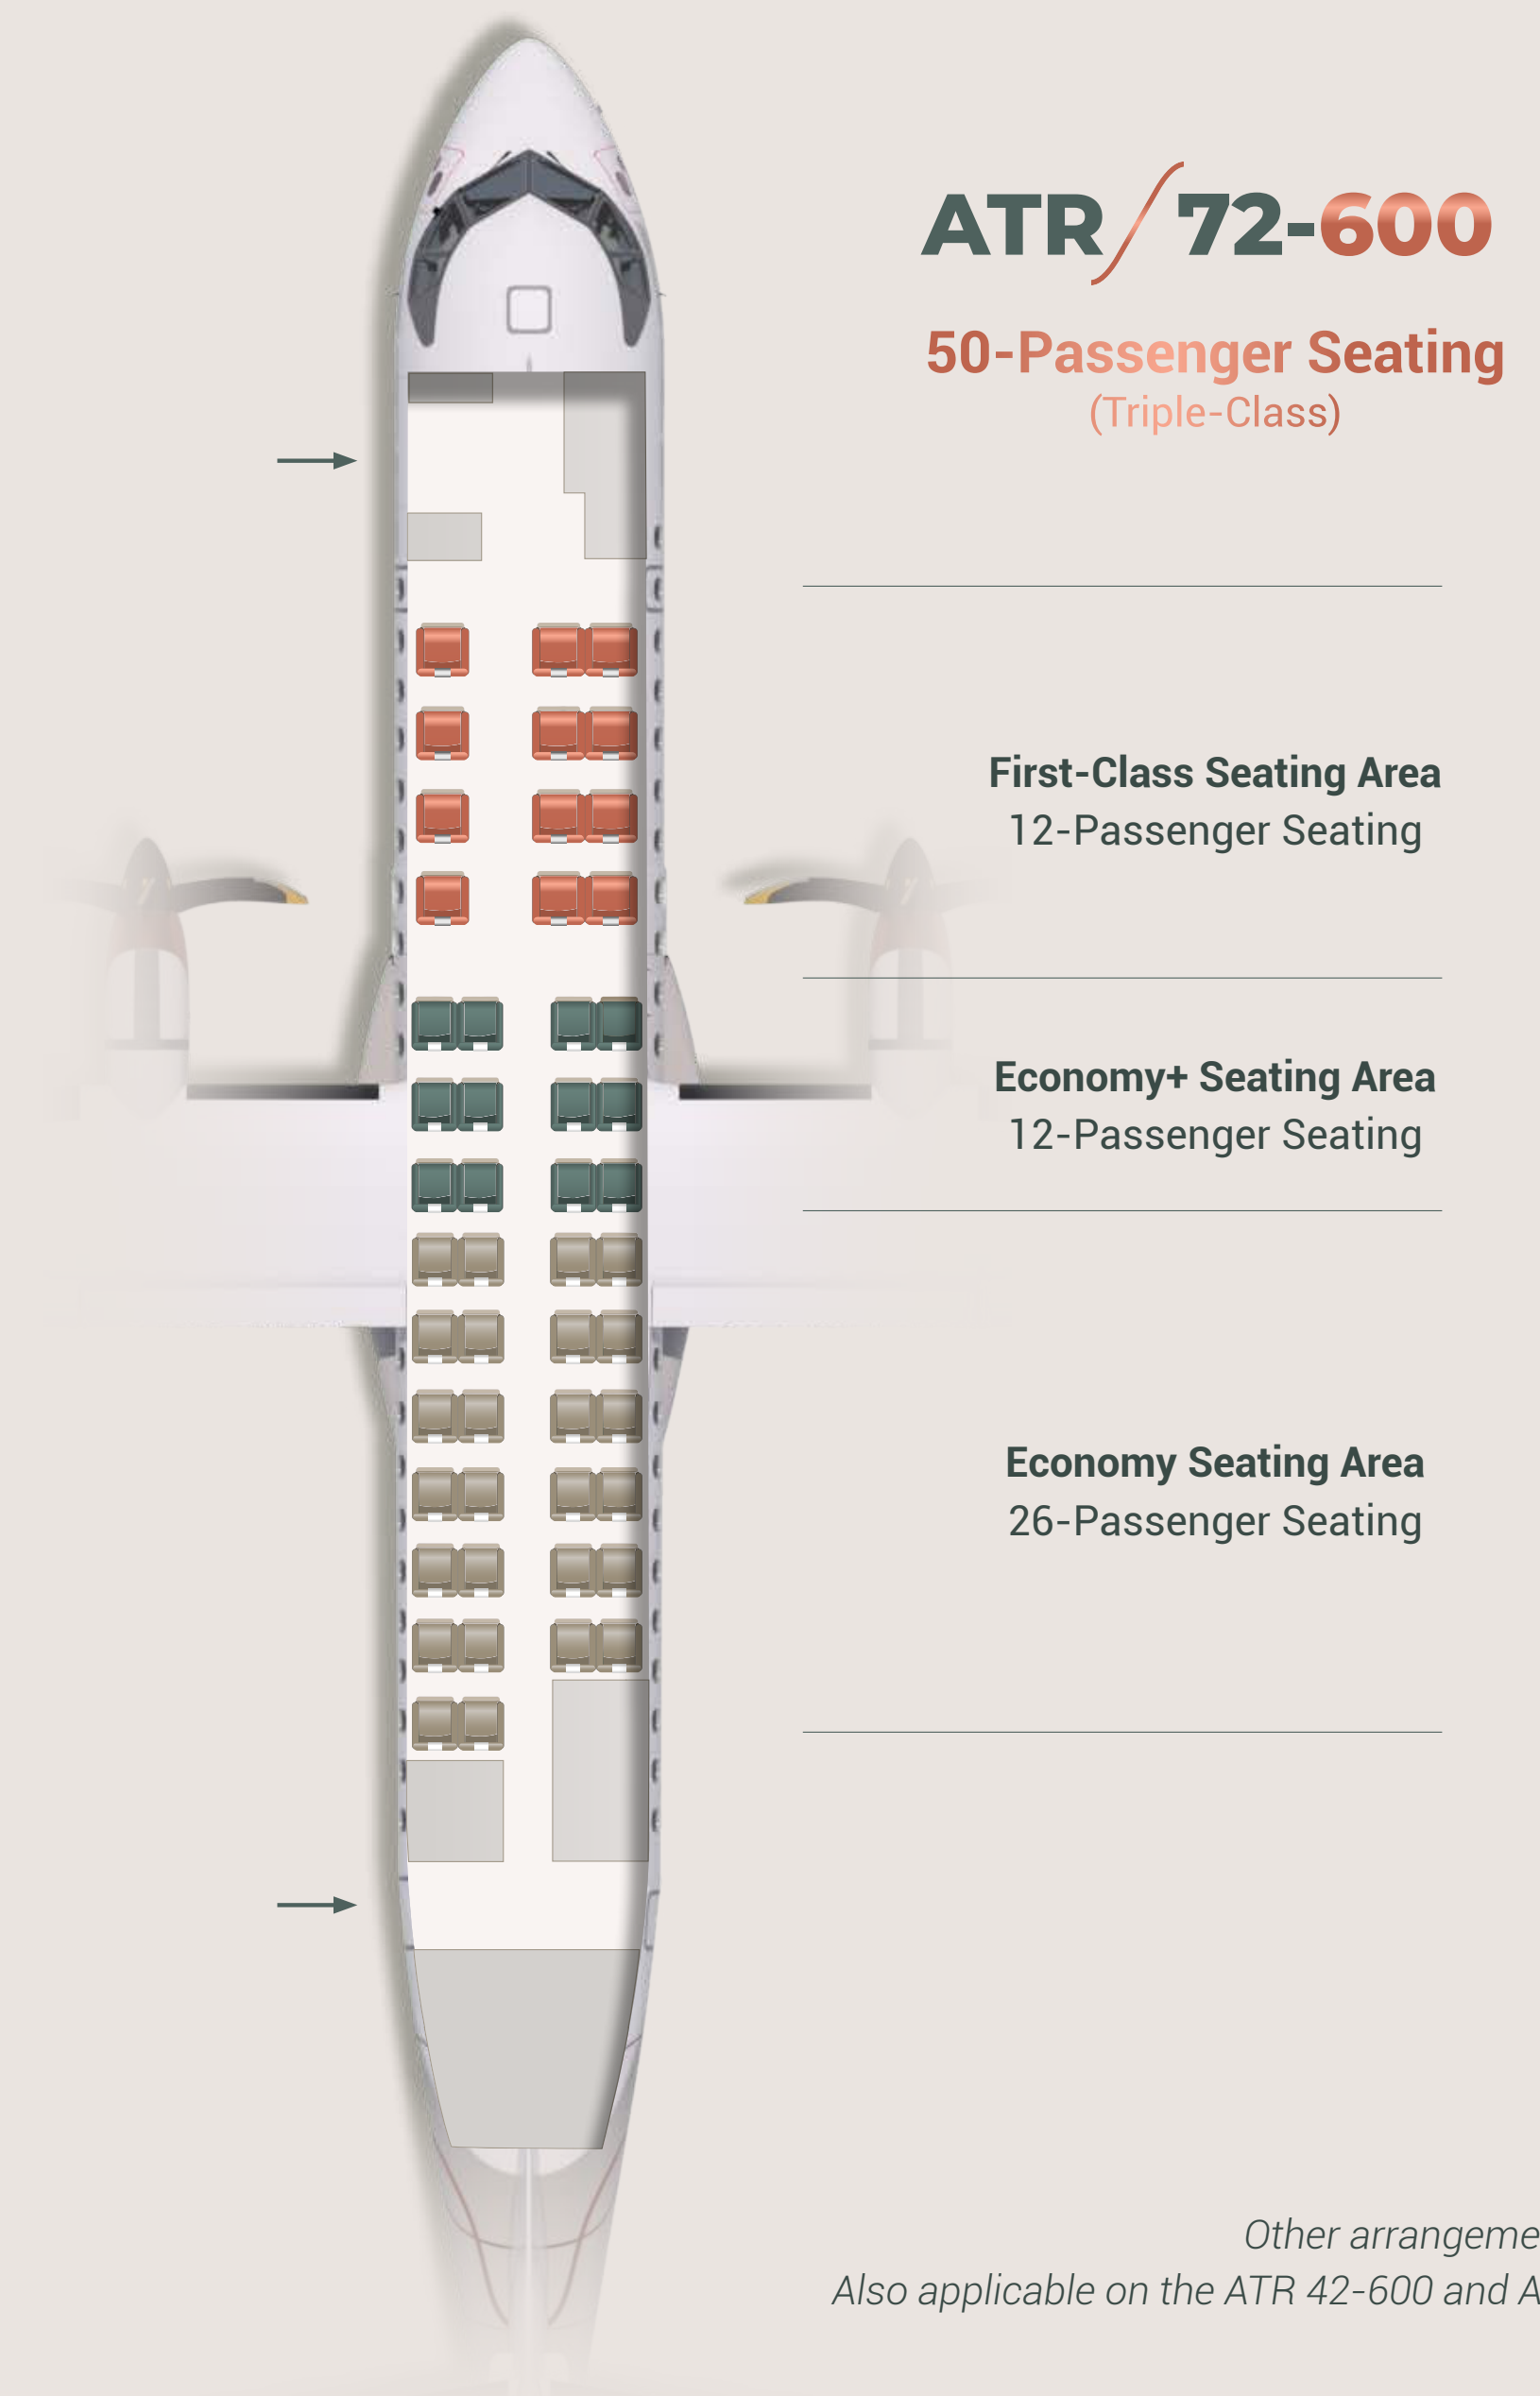 ATR 72-600
50-Passenger Seating
(Triple-Class)
First-Class Seating Area
12-Passenger Seating
Economy+ Seating Area
12-Passenger Seating
Economy Seating Area
26-Passenger Seating
Other
Also applicable on the ATR 42-600 and